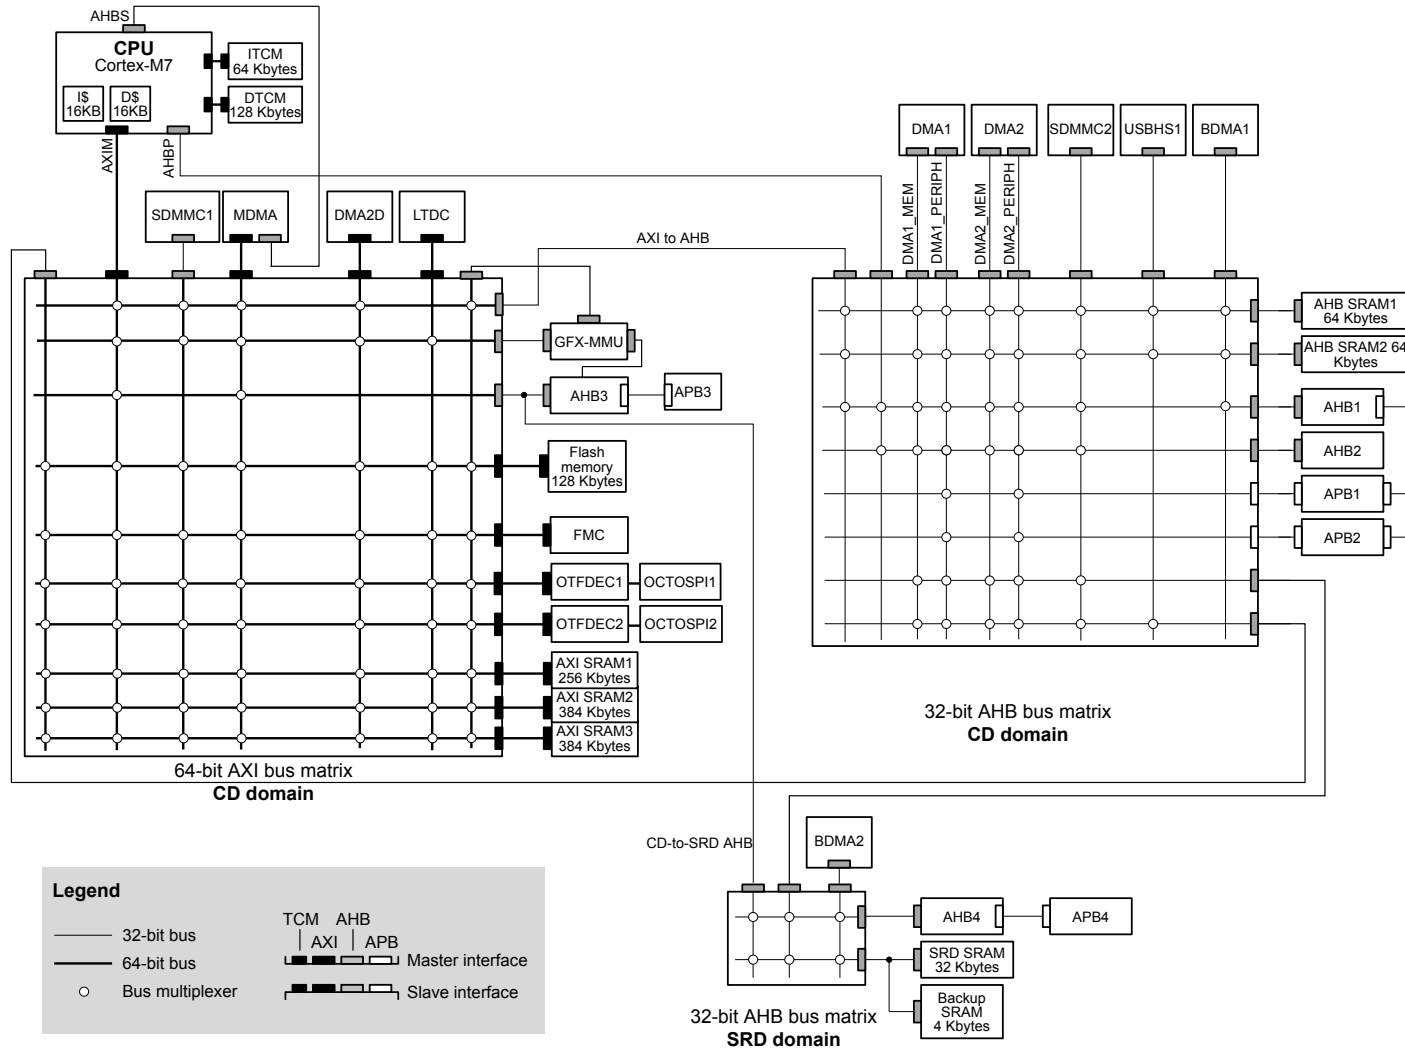 AHBS
CPU
Cortex-M7
I$
16KB
D$
16KB
ITCM
64 Kbytes
DTCM
128 Kbytes
AXIM
AHBP
SDMMC1
MDMA
DMA2D
LTDC
AXI to AHB
DMA1
DMA2
SDMMC2
USBHS1
BDMA1
DMA1_MEM
DMA1_PERIPH
DMA2_MEM
DMA2_PERIPH
GFX-MMU
AHB3
APB3
Flash
memory
128 Kbytes
FMC
OTFDEC1
OCTOSPI1
OTFDEC2
OCTOSPI2
AXI SRAM1
256 Kbytes
AXI SRAM2
384 Kbytes
AXI SRAM3
384 Kbytes
64-bit AXI bus matrix
CD domain
AHB SRAM1
64 Kbytes
AHB SRAM2 64
Kbytes
AHB1
AHB2
APB1
APB2
32-bit AHB bus matrix
CD domain
CD-to-SRD AHB
BDMA2
AHB4
APB4
SRD SRAM
32 Kbytes
Backup
SRAM
4 Kbytes
32-bit AHB bus matrix
SRD domain
Legend
32-bit bus
64-bit bus
Bus multiplexer
TCM
AHB
AXI
APB
Master interface
Slave interface